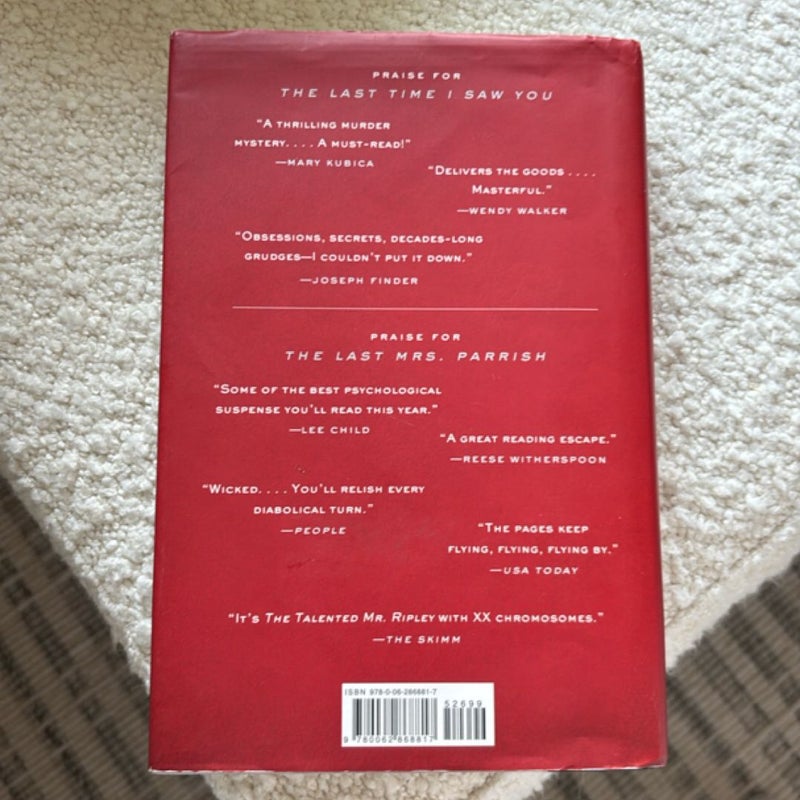 PRAISE FOR
THE LAST TIME I SAW YOU
"A THRILLING MURDER
MYSTERY.... A MUST-READ!"
—MARY KUBICA
"DELIVERS THE GOODS ....
MASTERFUL."
—WENDY WALKER
"OBSESSIONS, SECRETS, DECADES-LONG
GRUDGES—I COULDN'T PUT IT DOWN."
—JOSEPH FINDER
PRAISE FOR
THE LAST MRS. PARRISH
"SOME OF THE BEST PSYCHOLOGICAL
SUSPENSE YOU'LL READ THIS YEAR."
—LEE CHILD
"A GREAT READING ESCAPE."
—REESE WITHERSPOON
"WICKED.... YOU'LL RELISH EVERY
DIABOLICAL TURN."
—PEOPLE
"THE PAGES KEEP
FLYING, FLYING, FLYING BY."
—USA TODAY
"IT'S THE TALENTED MR. RIPLEY WITH XX CHROMOSOMES."
—THE SKIMM
ISBN 978-0-06-286881-7
52699
9 780062 868817